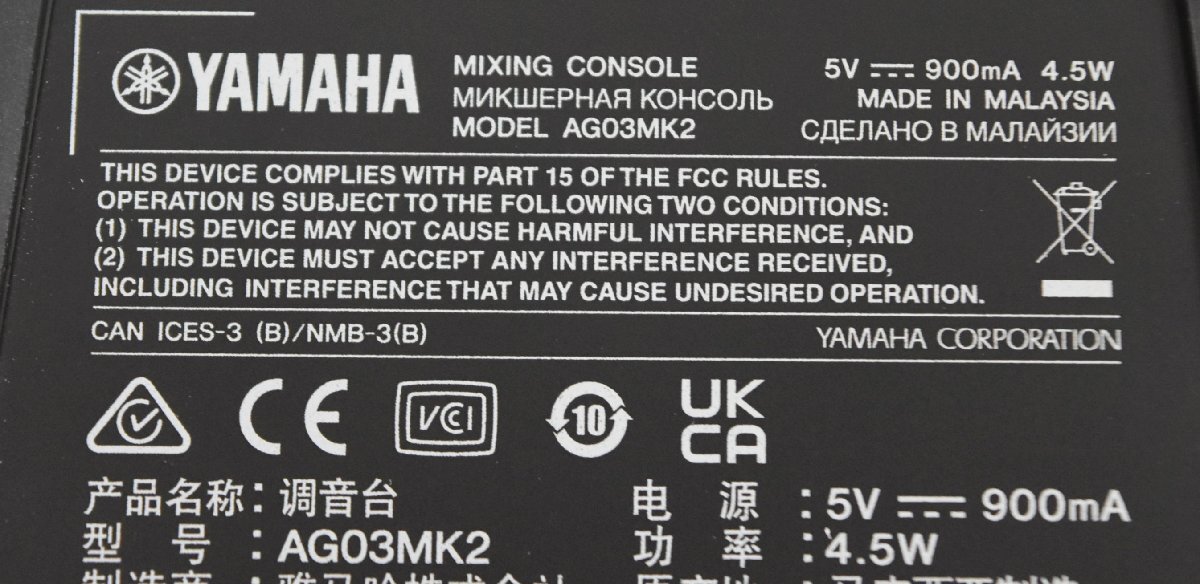 YAMAHA
MIXING CONSOLE
МИКШЕРНАЯ КОНСОЛЬ
MODEL AG03MK2
5V 900mA 4.5W
MADE IN MALAYSIA
СДЕЛАНО В МАЛАЙЗИИ
THIS DEVICE COMPLIES WITH PART 15 OF THE FCC RULES.
OPERATION IS SUBJECT TO THE FOLLOWING TWO CONDITIONS:
(1) THIS DEVICE MAY NOT CAUSE HARMFUL INTERFERENCE, AND
(2) THIS DEVICE MUST ACCEPT ANY INTERFERENCE RECEIVED,
INCLUDING INTERFERENCE THAT MAY CAUSE UNDESIRED OPERATION.
CAN ICES-3 (B)/NMB-3(B)
YAMAHA CORPORATION
CE
VCI
10
UK
CA
产品名称：调音台
电 源：5V 900mA
型 号：AG03MK2
功 率：4.5W